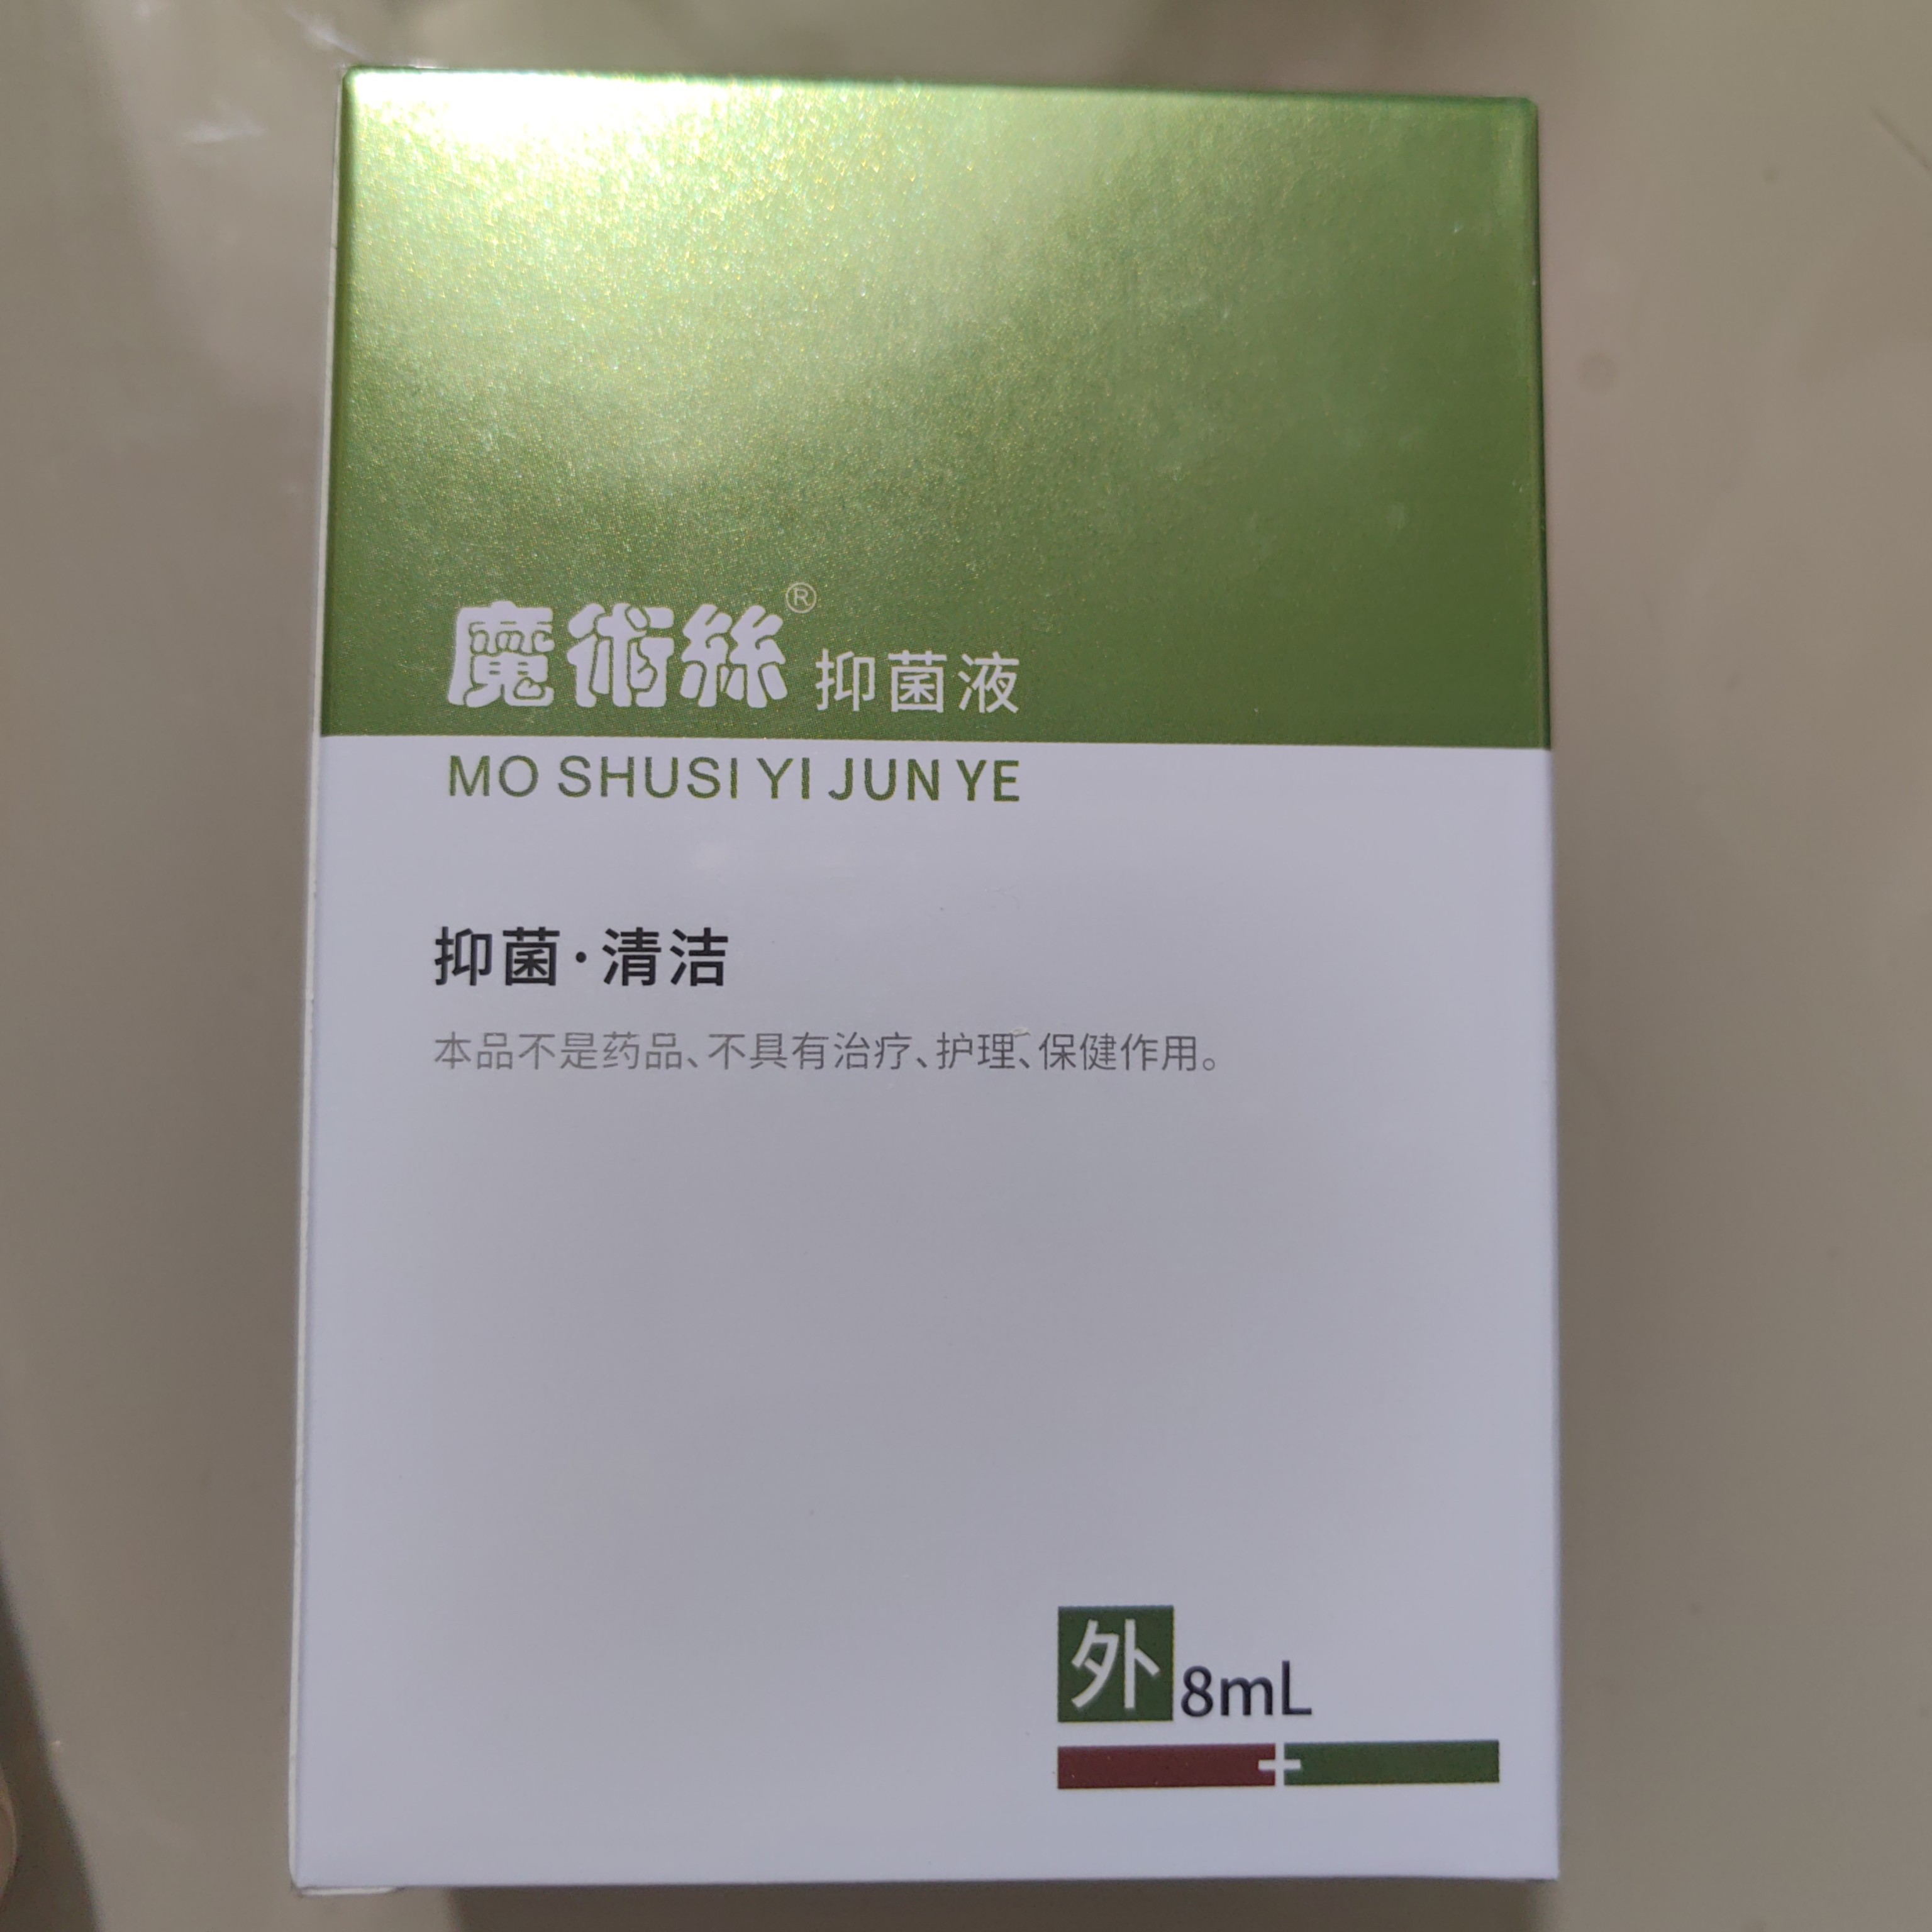 魔術絲®抑菌液
MO SHUSI YI JUN YE
抑菌·清洁
本品不是药品、不具有治疗、护理、保健作用。
外 8mL